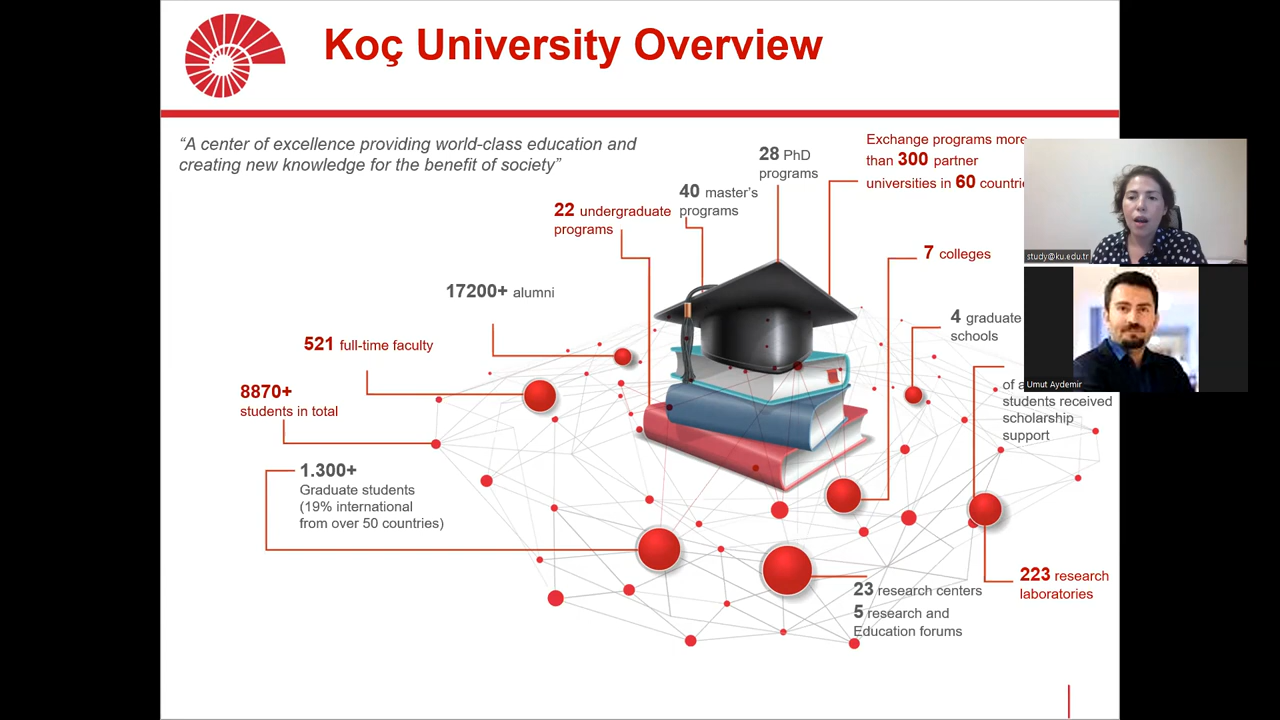 Koç University Overview
“A center of excellence providing world-class education and
creating new knowledge for the benefit of society”
28 PhD
programs
Exchange programs more
than 300 partner
universities in 60
40 master’s
programs
22 undergraduate
programs
7 colleges
17200+ alumni
4 graduate
schools
521 full-time faculty
8870+
students in total
of
students received
scholarship
support
1.300+
Graduate students
(19% international
from over 50 countries)
223 research
laboratories
23 research centers
5 research and
Education forums
study@ku.edu.tr
Umut Aydemir